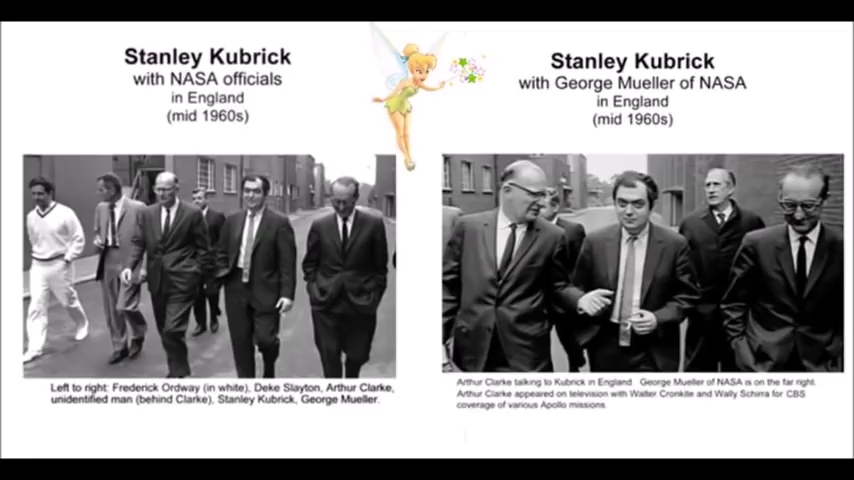 Stanley Kubrick
with NASA officials
in England
(mid 1960s)
Left to right: Frederick Ordway (in white), Deke Slayton, Arthur Clarke,
unidentified man (behind Clarke), Stanley Kubrick, George Mueller.
Stanley Kubrick
with George Mueller of NASA
in England
(mid 1960s)
Arthur Clarke talking to Kubrick in England. George Mueller of NASA is on the far right.
Arthur Clarke appeared on television with Walter Cronkite and Wally Schirra for CBS
coverage of various Apollo missions.